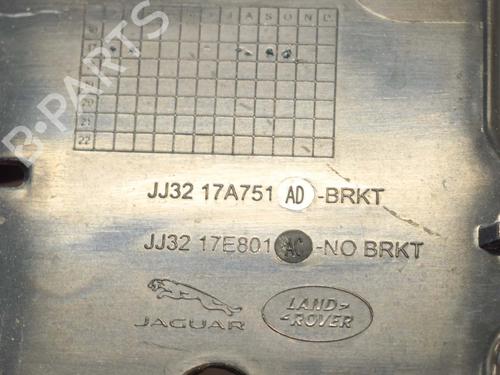 J A S O N D
20
21
22
JJ32 17A751 AD -BRKT
JJ32 17E801 AC -NO BRKT
JAGUAR
LAND-
-ROVER
B-PARTS